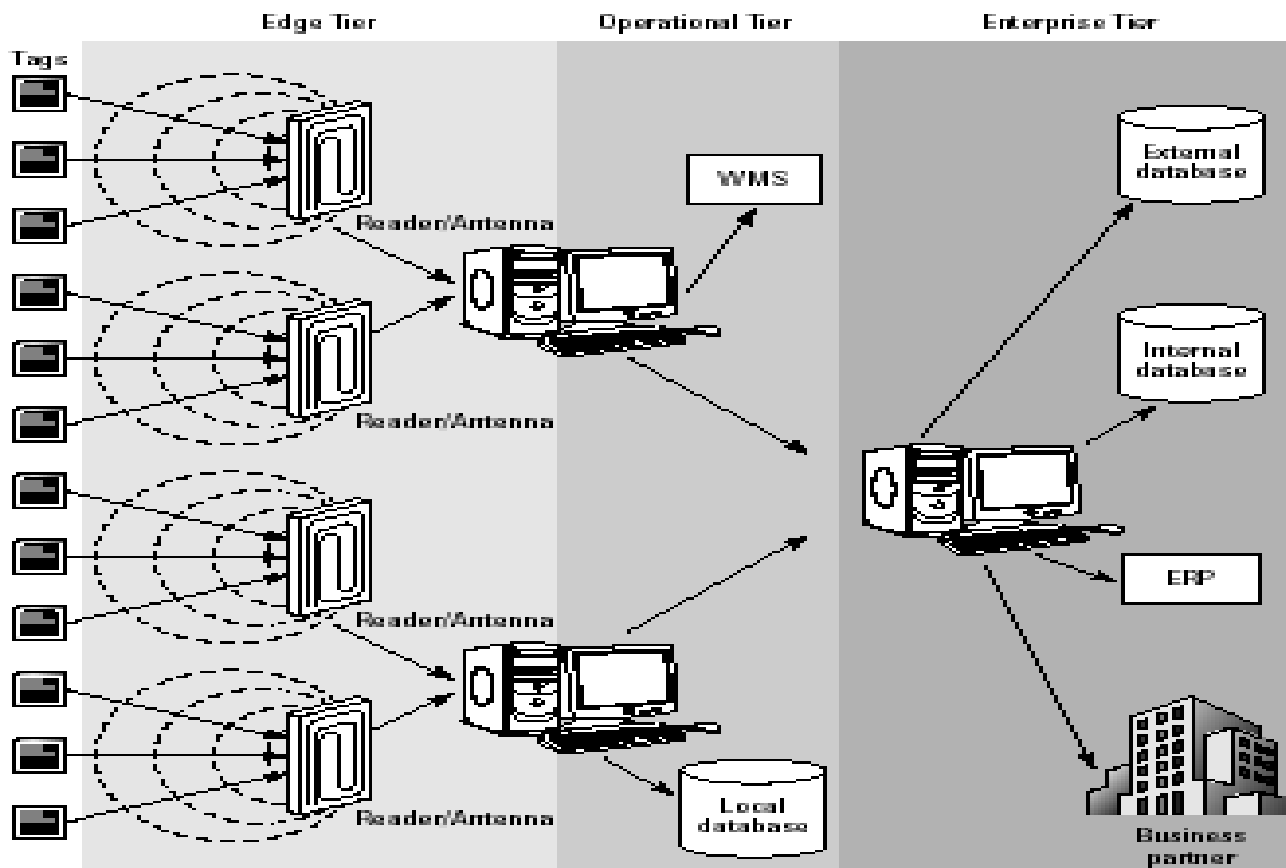 Edge Tier
Operational Tier
Enterprise Tier
Tags
External
database
WMS
Reader/Antenna
Internal
database
Reader/Antenna
ERP
Reader/Antenna
Local
database
Reader/Antenna
Business
partner